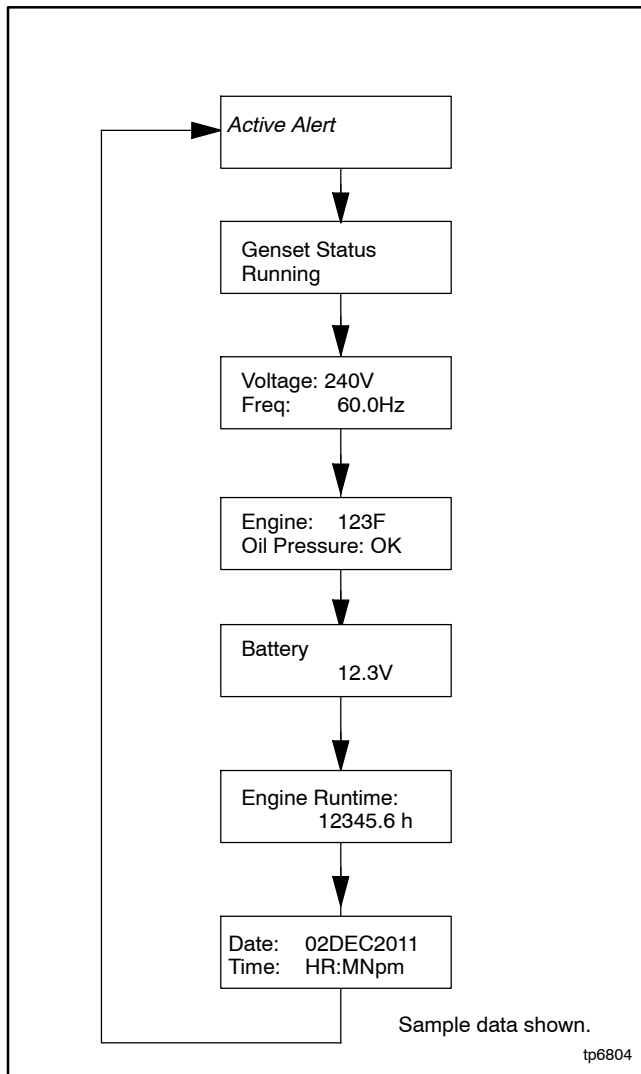 Active Alert
Genset Status
Running
Voltage: 240V
Freq: 60.0Hz
Engine: 123F
Oil Pressure: OK
Battery
12.3V
Engine Runtime:
12345.6 h
Date: 02DEC2011
Time: HR:MNpm
Sample data shown.
tp6804